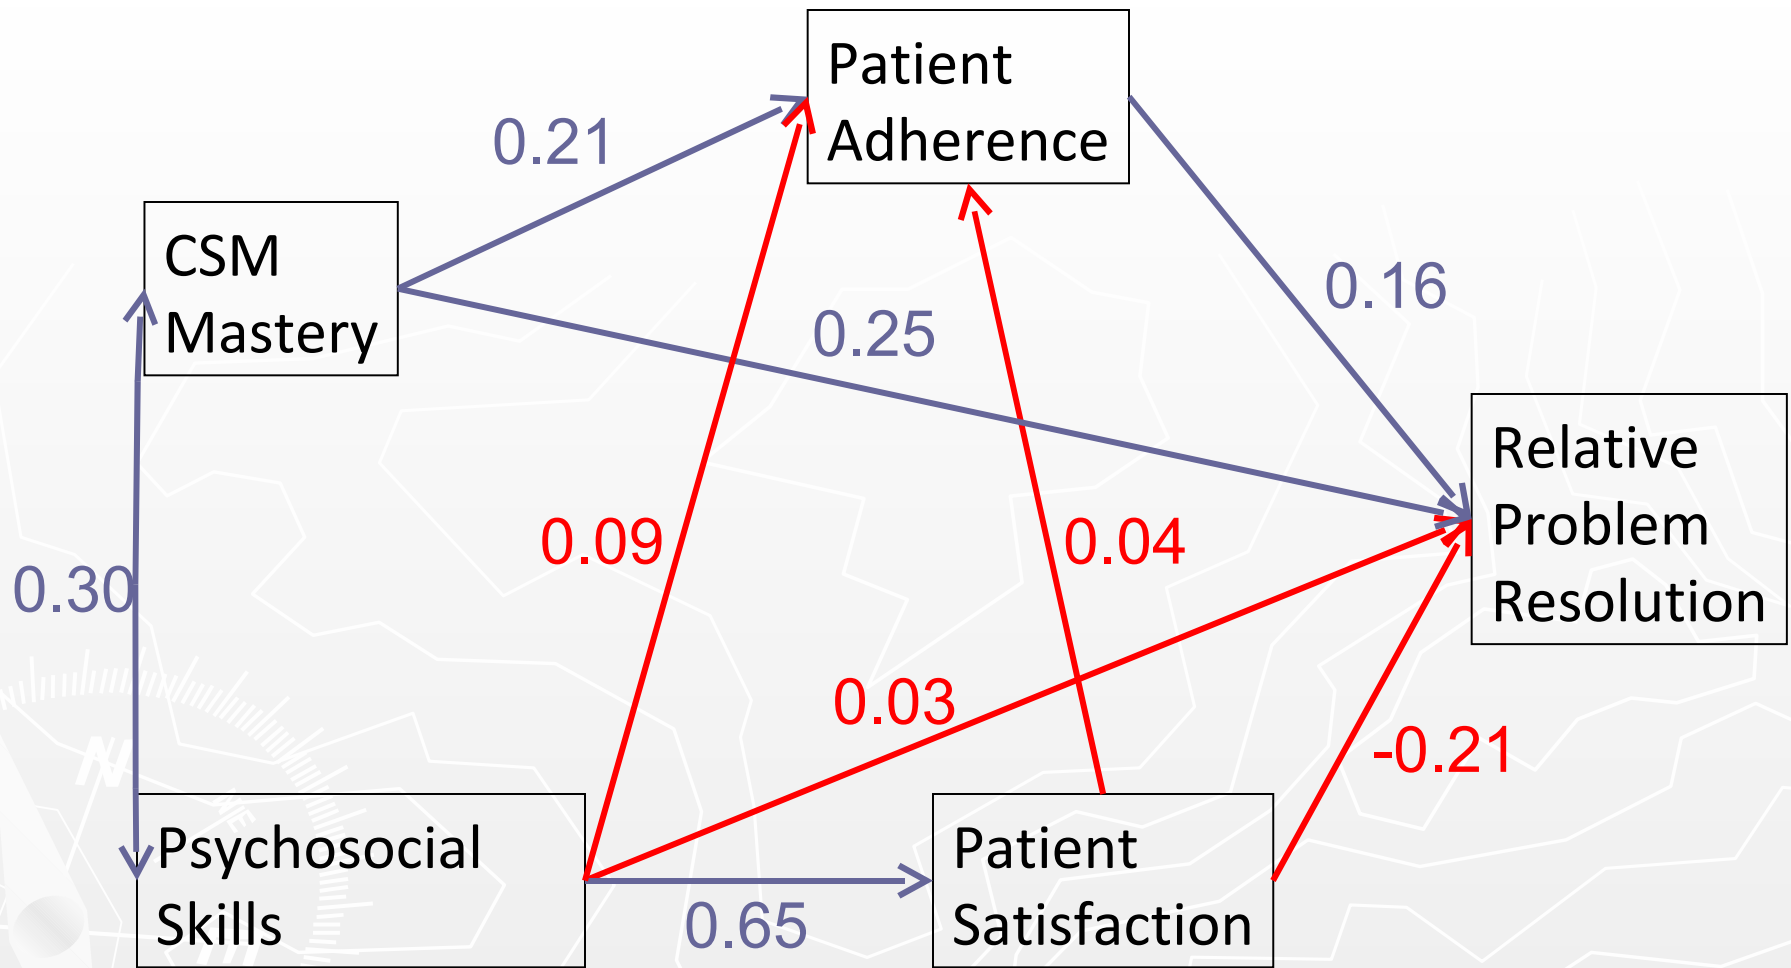 Patient
Adherence
0.21
CSM
Mastery
0.16
0.25
Relative
Problem
Resolution
0.09
0.04
0.30
0.03
-0.21
Psychosocial
Skills
0.65
Patient
Satisfaction
N
NE